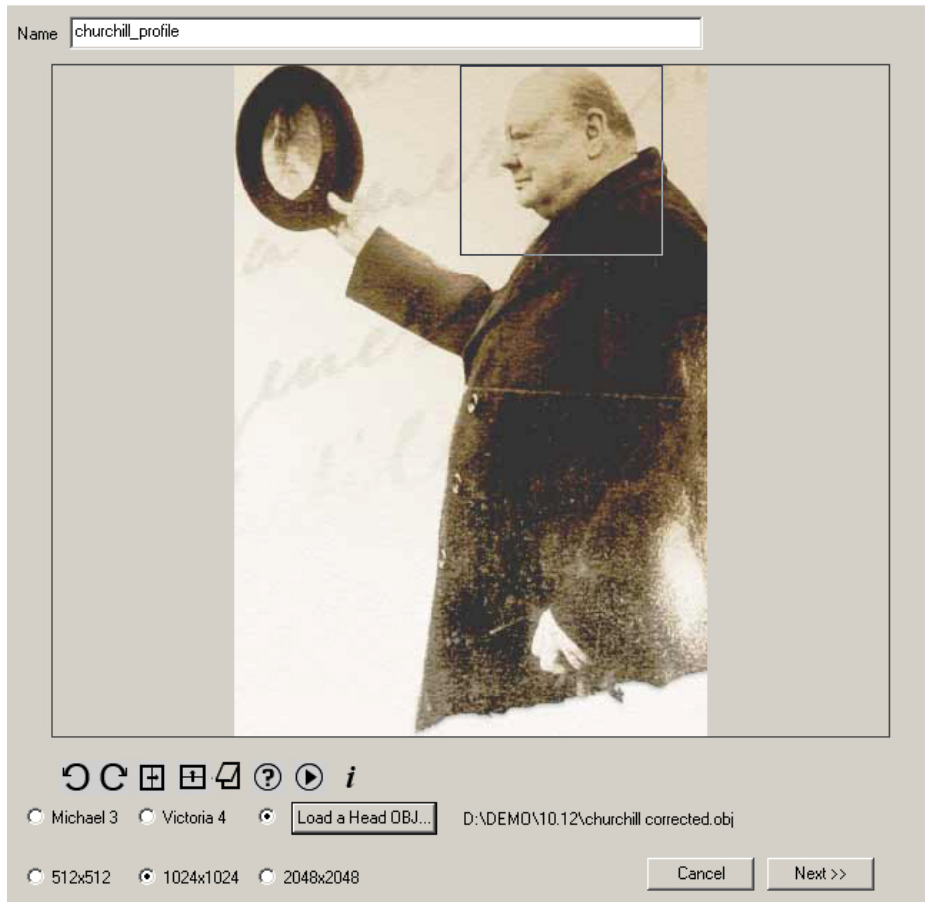 Name churchill_profile
Michael 3 Victoria 4 Load a Head OBJ... D:\DEMO\10.12\churchill corrected.obj
512x512 1024x1024 2048x2048 Cancel Next >>